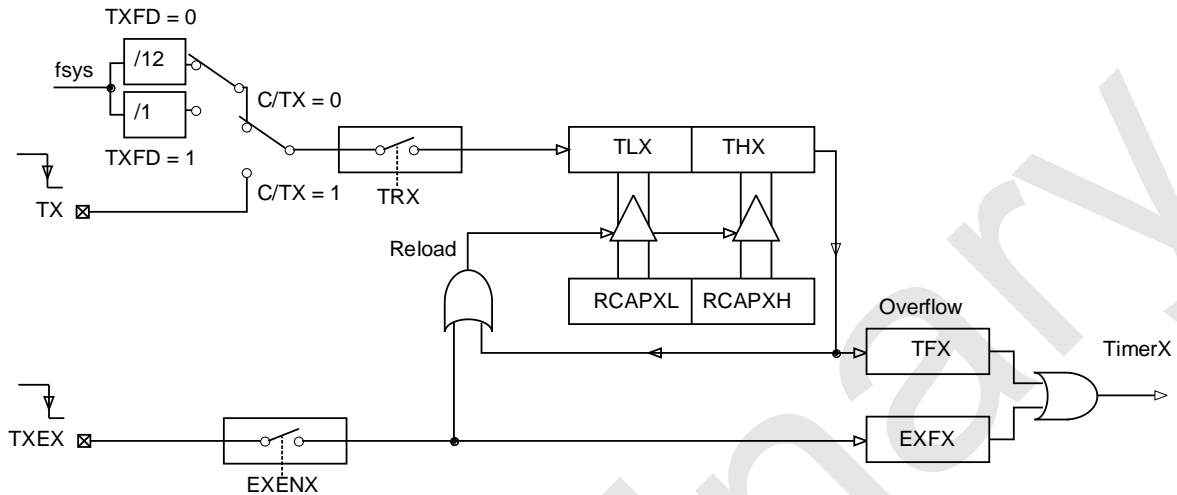 TXFD = 0
/12
fsys
C/TX = 0
/1
TXFD = 1
TLX
THX
C/TX = 1
TX
TRX
Reload
RCAPXL
RCAPXH
Overflow
TFX
TimerX
TXEX
EXFX
EXENX
inary